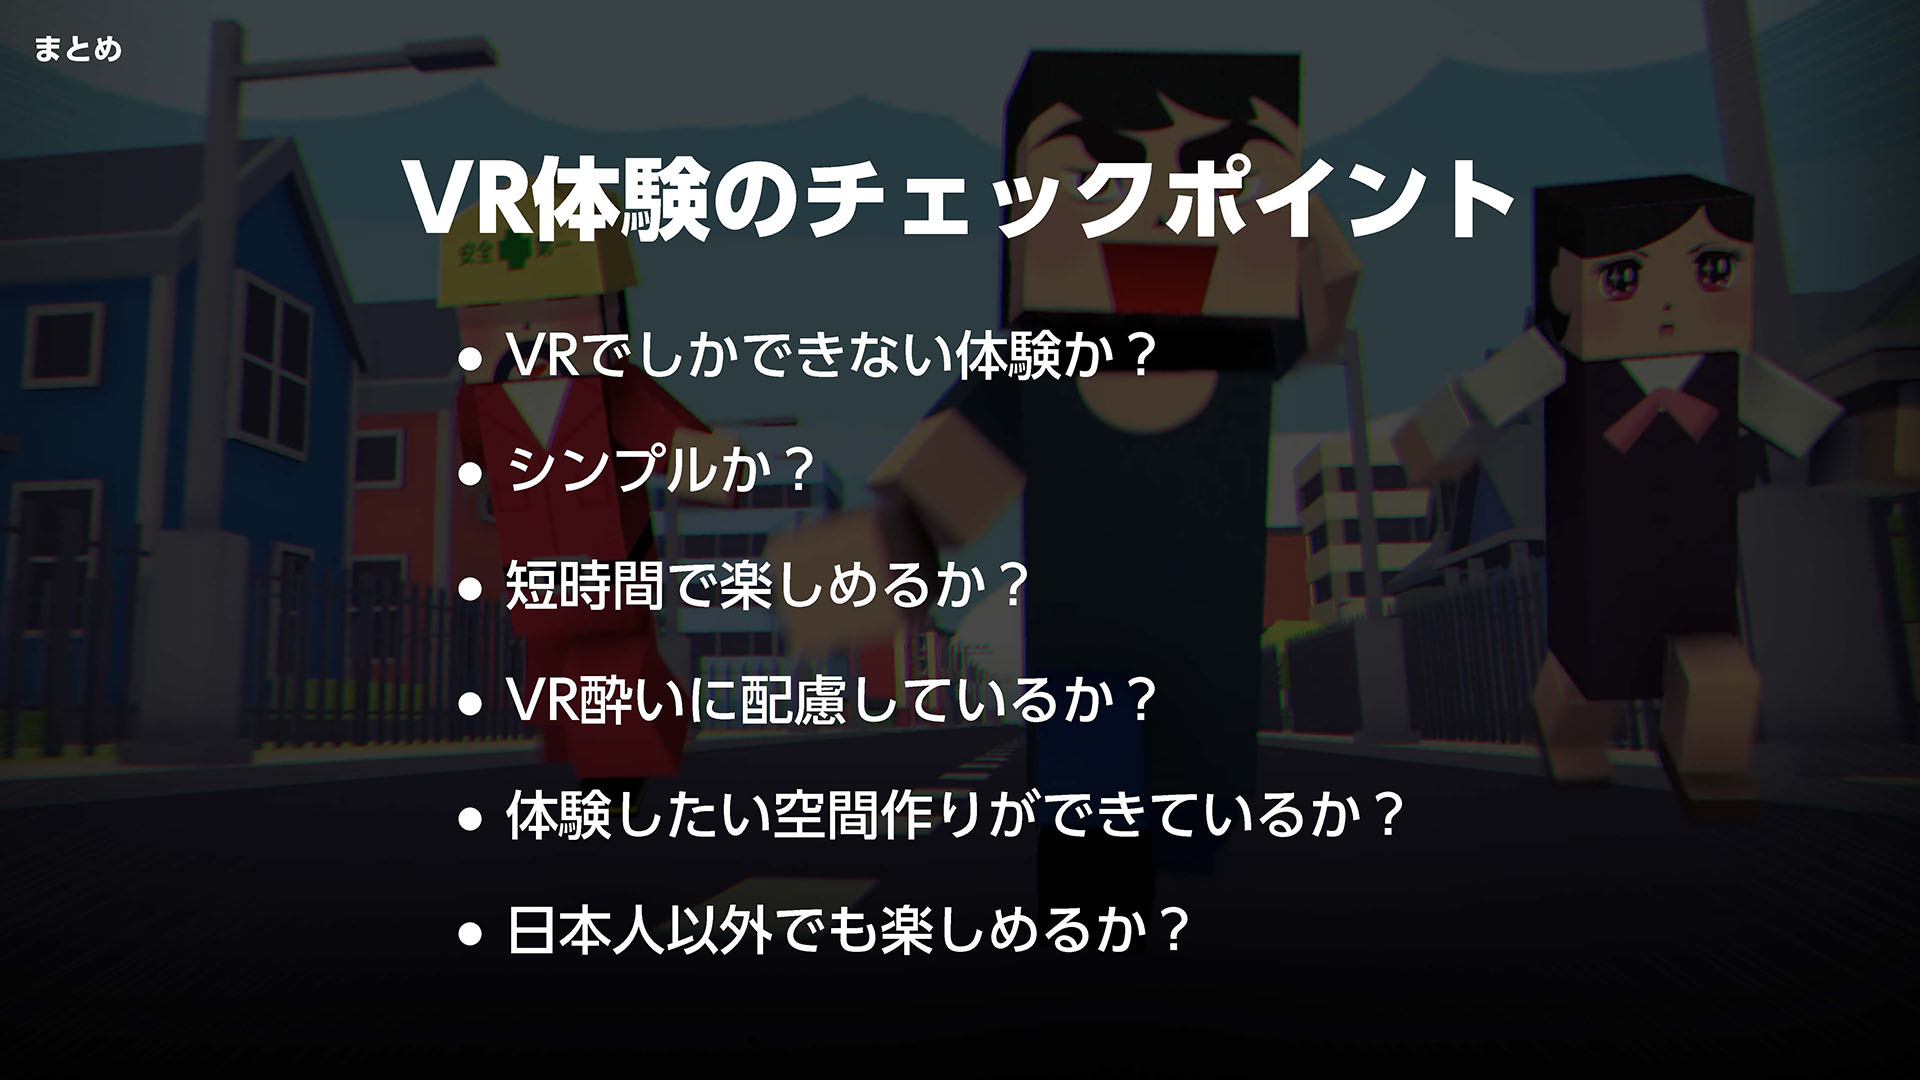 まとめ
VR体験のチェックポイント
安全 第一
● VRでしかできない体験か？
● シンプルか？
● 短時間で楽しめるか？
● VR酔いに配慮しているか？
● 体験したい空間作りができているか？
● 日本人以外でも楽しめるか？